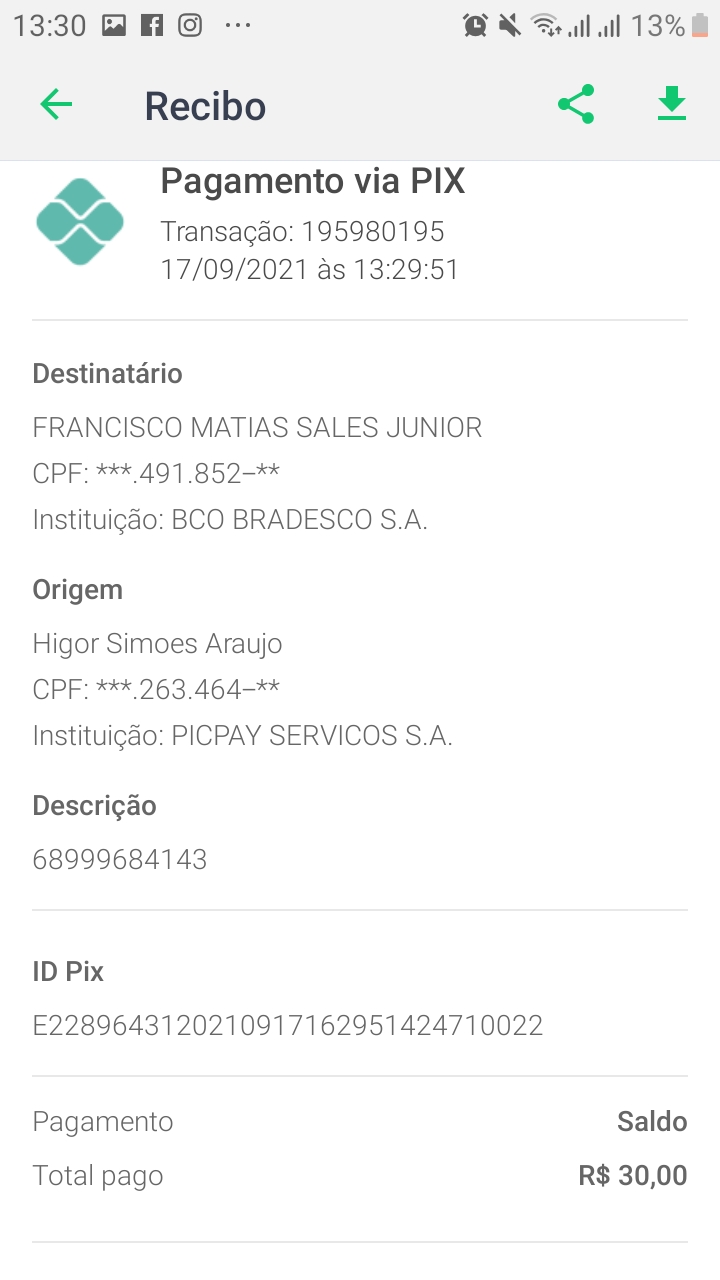 13:30 ... 13%
Recibo
Pagamento via PIX
Transação: 195980195
17/09/2021 às 13:29:51
Destinatário
FRANCISCO MATIAS SALES JUNIOR
CPF: ***.491.852–**
Instituição: BCO BRADESCO S.A.
Origem
Higor Simoes Araujo
CPF: ***.263.464–**
Instituição: PICPAY SERVICOS S.A.
Descrição
68999684143
ID Pix
E2289643120210917162951424710022
Pagamento Saldo
Total pago R$ 30,00